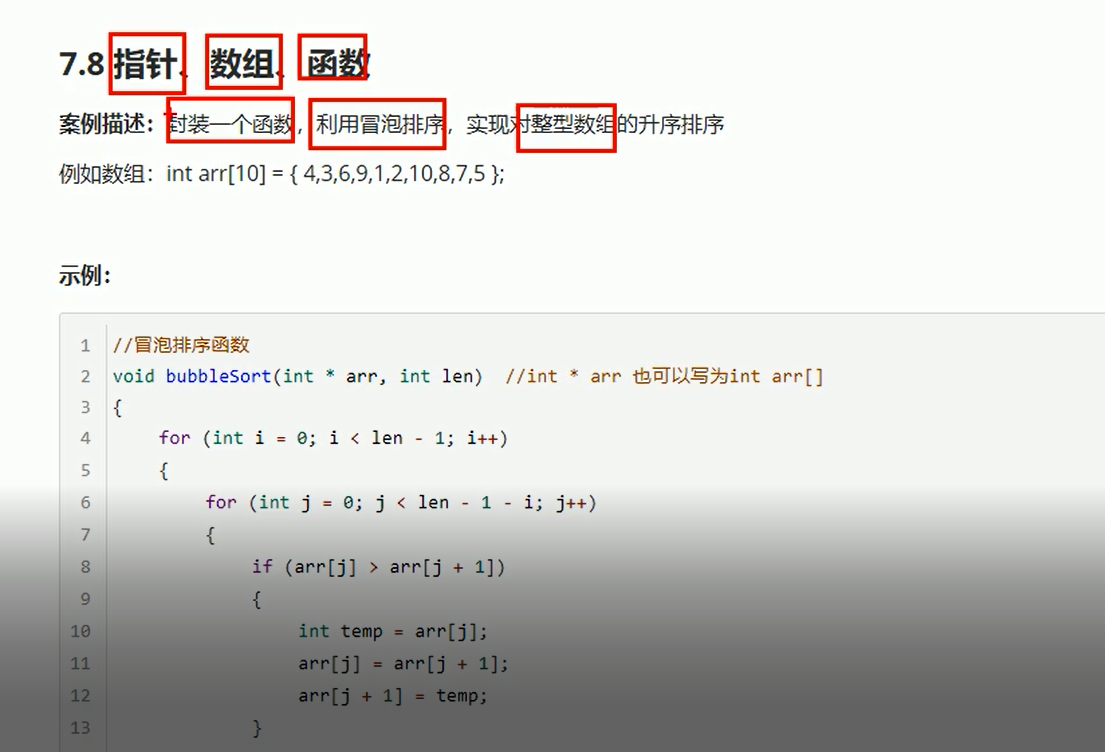 7.8 指针、数组、函数
案例描述：封装一个函数，利用冒泡排序，实现对整型数组的升序排序
例如数组：int arr[10] = { 4,3,6,9,1,2,10,8,7,5 };
示例：
1 //冒泡排序函数
2 void bubbleSort(int * arr, int len)  //int * arr 也可以写为int arr[]
3 {
4     for (int i = 0; i < len - 1; i++)
5     {
6         for (int j = 0; j < len - 1 - i; j++)
7         {
8             if (arr[j] > arr[j + 1])
9             {
10                 int temp = arr[j];
11                 arr[j] = arr[j + 1];
12                 arr[j + 1] = temp;
13             }